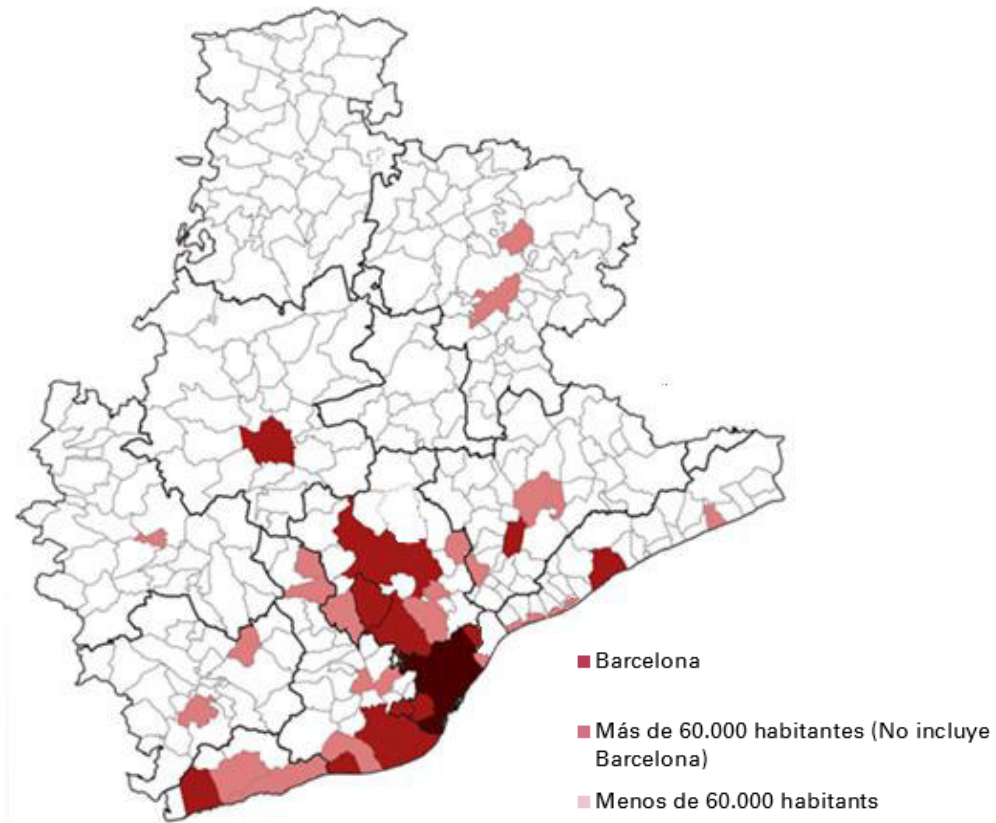 Barcelona
Más de 60.000 habitantes (No incluye
Barcelona)
Menos de 60.000 habitants